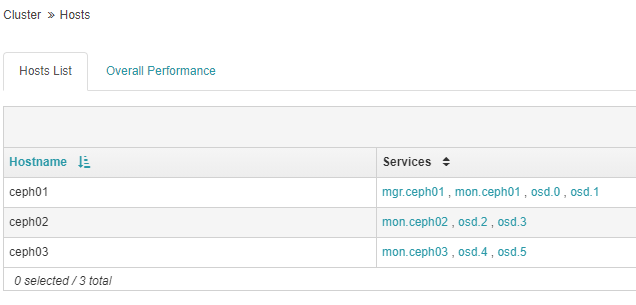 Cluster » Hosts
Hosts List Overall Performance
Hostname Services
ceph01 mgr.ceph01 , mon.ceph01 , osd.0 , osd.1
ceph02 mon.ceph02 , osd.2 , osd.3
ceph03 mon.ceph03 , osd.4 , osd.5
0 selected / 3 total